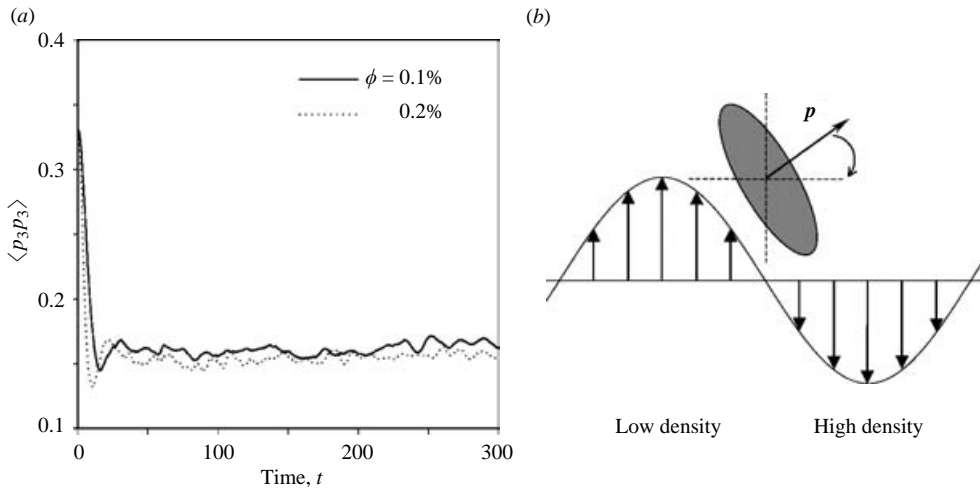 (a)
0.4
0.3
0.2
0.1
⟨p₃p₃⟩
ϕ = 0.1%
0.2%
0 100 200 300
Time, t
(b)
p
Low density High density